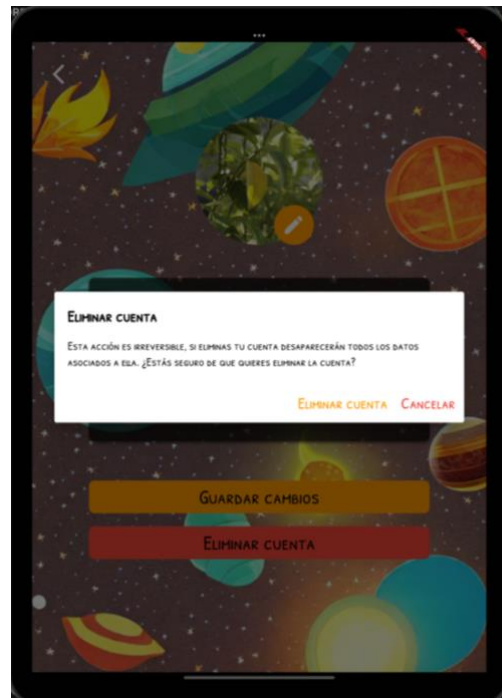 Eliminar cuenta
Esta acción es irreversible, si eliminas tu cuenta desaparecerán todos los datos
asociados a ella. ¿Estás seguro de que quieres eliminar la cuenta?
Eliminar cuenta Cancelar
Guardar cambios
Eliminar cuenta